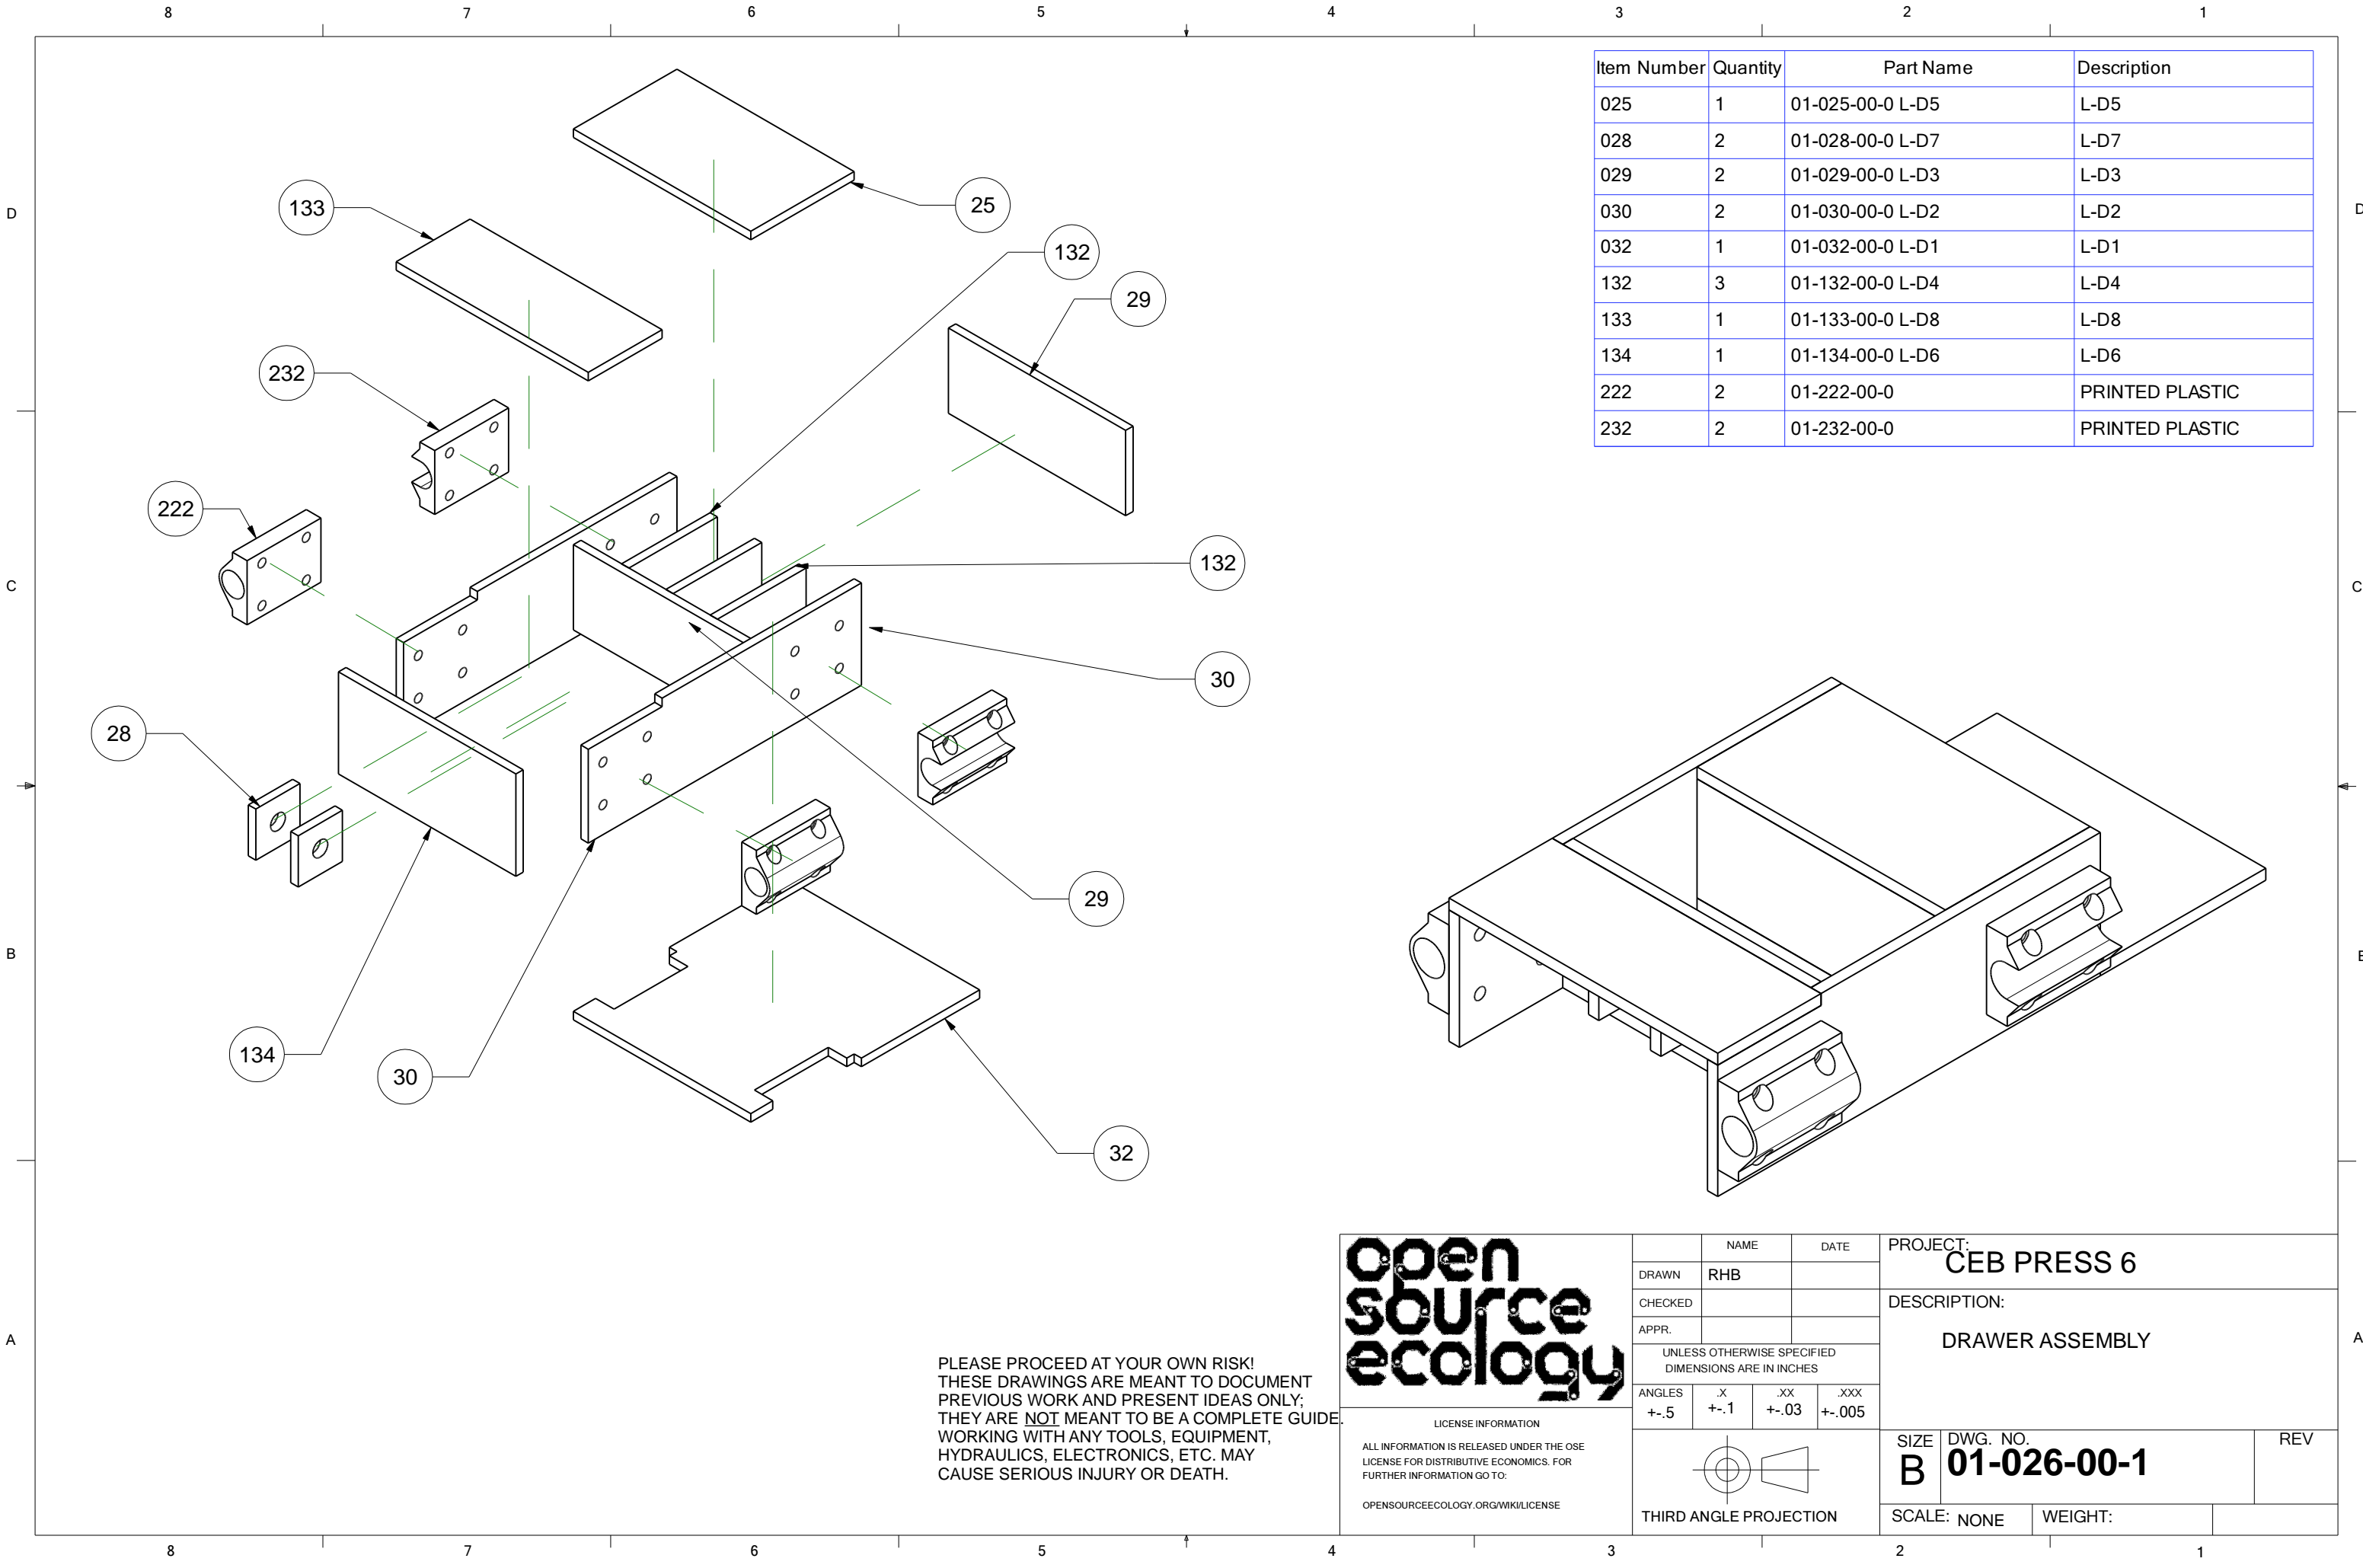 8 7 6 5 4 3 2 1
D
C
B
A
D
C
B
A
Item Number Quantity Part Name Description
025 1 01-025-00-0 L-D5 L-D5
028 2 01-028-00-0 L-D7 L-D7
029 2 01-029-00-0 L-D3 L-D3
030 2 01-030-00-0 L-D2 L-D2
032 1 01-032-00-0 L-D1 L-D1
132 3 01-132-00-0 L-D4 L-D4
133 1 01-133-00-0 L-D8 L-D8
134 1 01-134-00-0 L-D6 L-D6
222 2 01-222-00-0 PRINTED PLASTIC
232 2 01-232-00-0 PRINTED PLASTIC
133
25
132
29
232
222
132
30
28
29
134
30
32
PLEASE PROCEED AT YOUR OWN RISK!
THESE DRAWINGS ARE MEANT TO DOCUMENT
PREVIOUS WORK AND PRESENT IDEAS ONLY;
THEY ARE NOT MEANT TO BE A COMPLETE GUIDE.
WORKING WITH ANY TOOLS, EQUIPMENT,
HYDRAULICS, ELECTRONICS, ETC. MAY
CAUSE SERIOUS INJURY OR DEATH.
open
source
ecology
LICENSE INFORMATION
ALL INFORMATION IS RELEASED UNDER THE OSE
LICENSE FOR DISTRIBUTIVE ECONOMICS. FOR
FURTHER INFORMATION GO TO:
OPENSOURCEECOLOGY.ORG/WIKI/LICENSE
NAME DATE
DRAWN RHB
CHECKED
APPR.
UNLESS OTHERWISE SPECIFIED
DIMENSIONS ARE IN INCHES
ANGLES .X .XX .XXX
+-.5 +-.1 +-.03 +-.005
THIRD ANGLE PROJECTION
PROJECT:
CEB PRESS 6
DESCRIPTION:
DRAWER ASSEMBLY
SIZE DWG. NO. REV
B 01-026-00-1
SCALE: NONE WEIGHT:
8 7 6 5 4 3 2 1